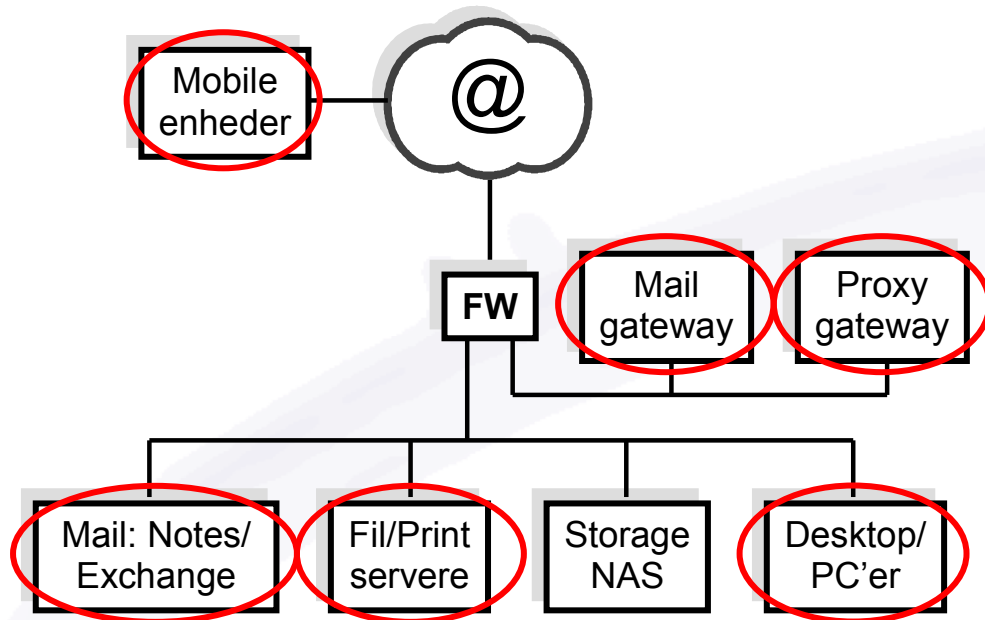 Mobile
enheder
@
FW
Mail
gateway
Proxy
gateway
Mail: Notes/
Exchange
Fil/Print
servere
Storage
NAS
Desktop/
PC’er